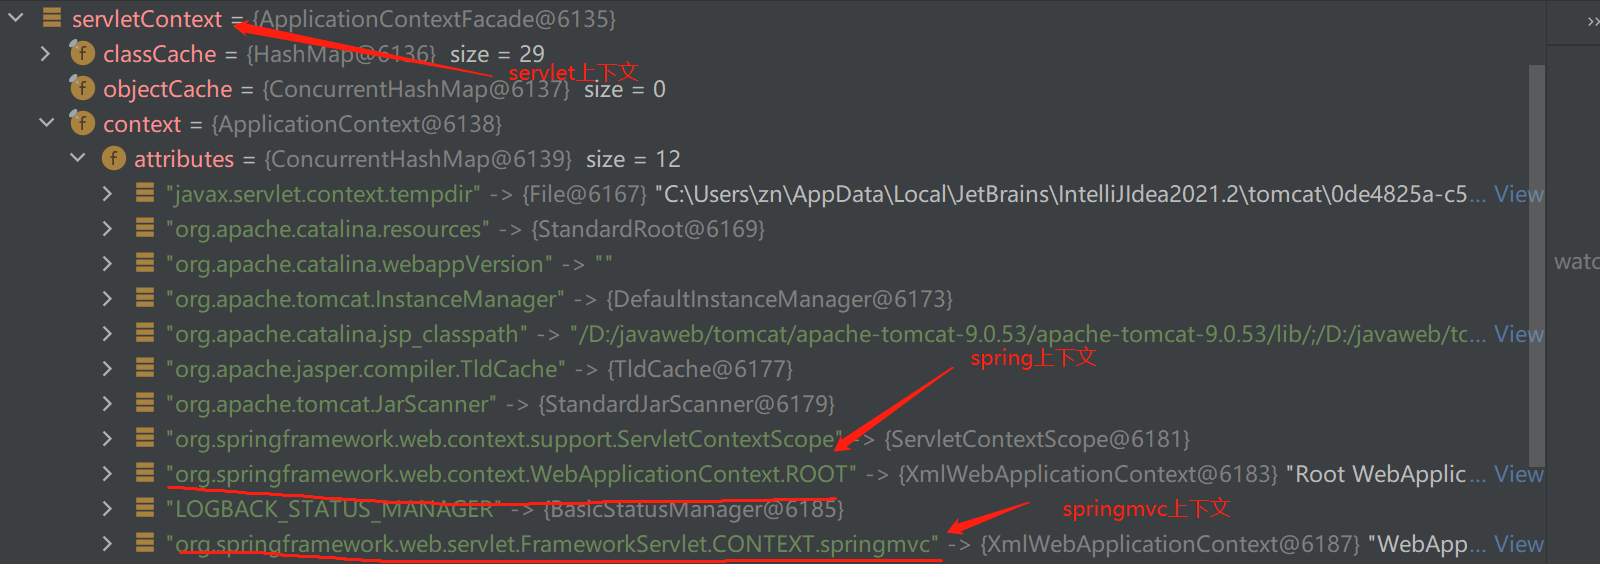 servletContext = {ApplicationContextFacade@6135}
classCache = {HashMap@6136} size = 29
servlet上下文
objectCache = {ConcurrentHashMap@6137} size = 0
context = {ApplicationContext@6138}
attributes = {ConcurrentHashMap@6139} size = 12
"javax.servlet.context.tempdir" -> {File@6167} "C:\Users\zn\AppData\Local\JetBrains\IntelliJIdea2021.2\tomcat\0de4825a-c5... View
"org.apache.catalina.resources" -> {StandardRoot@6169}
"org.apache.catalina.webappVersion" -> ""
watc
"org.apache.tomcat.InstanceManager" -> {DefaultInstanceManager@6173}
"org.apache.catalina.jsp_classpath" -> "/D:/javaweb/tomcat/apache-tomcat-9.0.53/apache-tomcat-9.0.53/lib/;/D:/javaweb/tc... View
spring上下文
"org.apache.jasper.compiler.TldCache" -> {TldCache@6177}
"org.apache.tomcat.JarScanner" -> {StandardJarScanner@6179}
"org.springframework.web.context.support.ServletContextScope" -> {ServletContextScope@6181}
"org.springframework.web.context.WebApplicationContext.ROOT" -> {XmlWebApplicationContext@6183} "Root WebApplic... View
"LOGBACK_STATUS_MANAGER" -> {BasicStatusManager@6185}
springmvc上下文
"org.springframework.web.servlet.FrameworkServlet.CONTEXT.springmvc" -> {XmlWebApplicationContext@6187} "WebApp... View